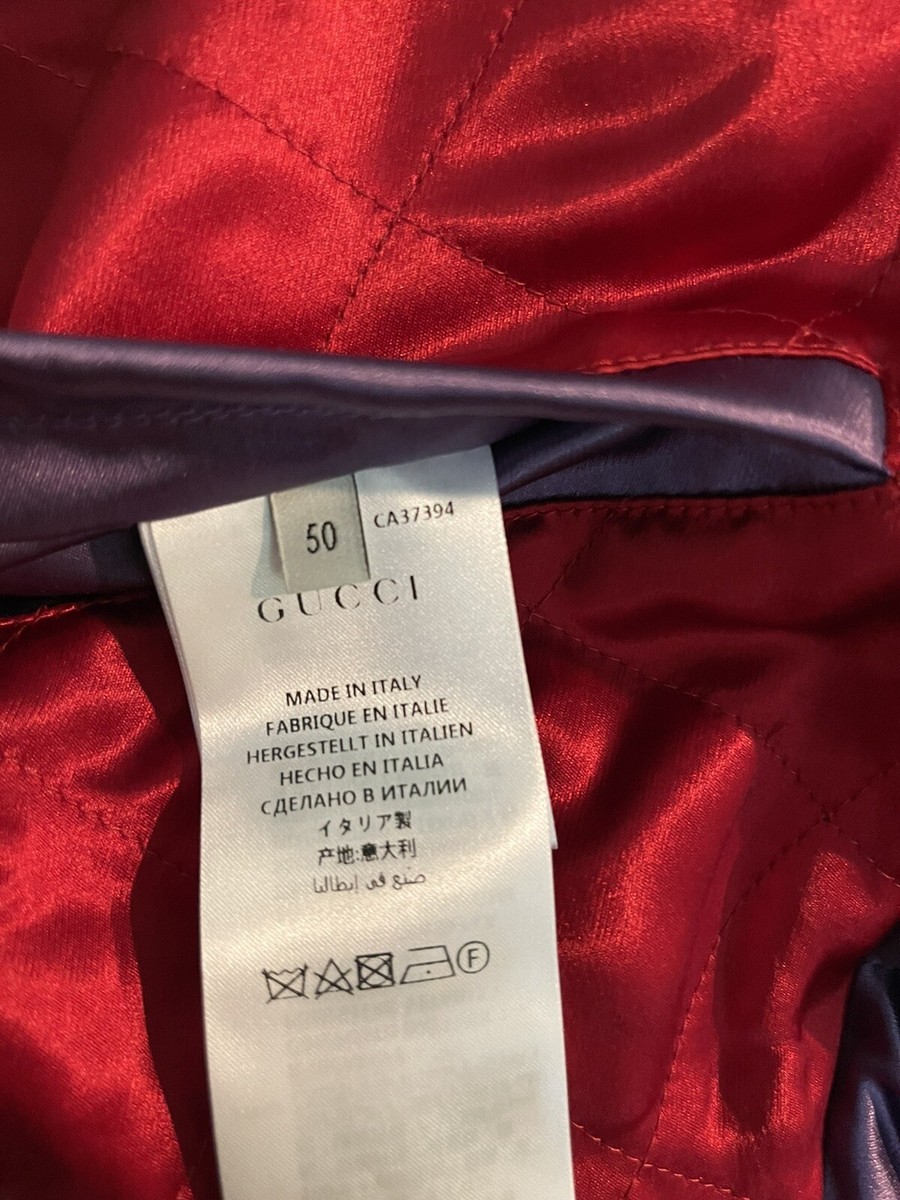 50
CA37394
GUCCI
MADE IN ITALY
FABRIQUE EN ITALIE
HERGESTELLT IN ITALIEN
HECHO EN ITALIA
СДЕЛАНО В ИТАЛИИ
イタリア製
产地:意大利
صنع في إيطاليا
F